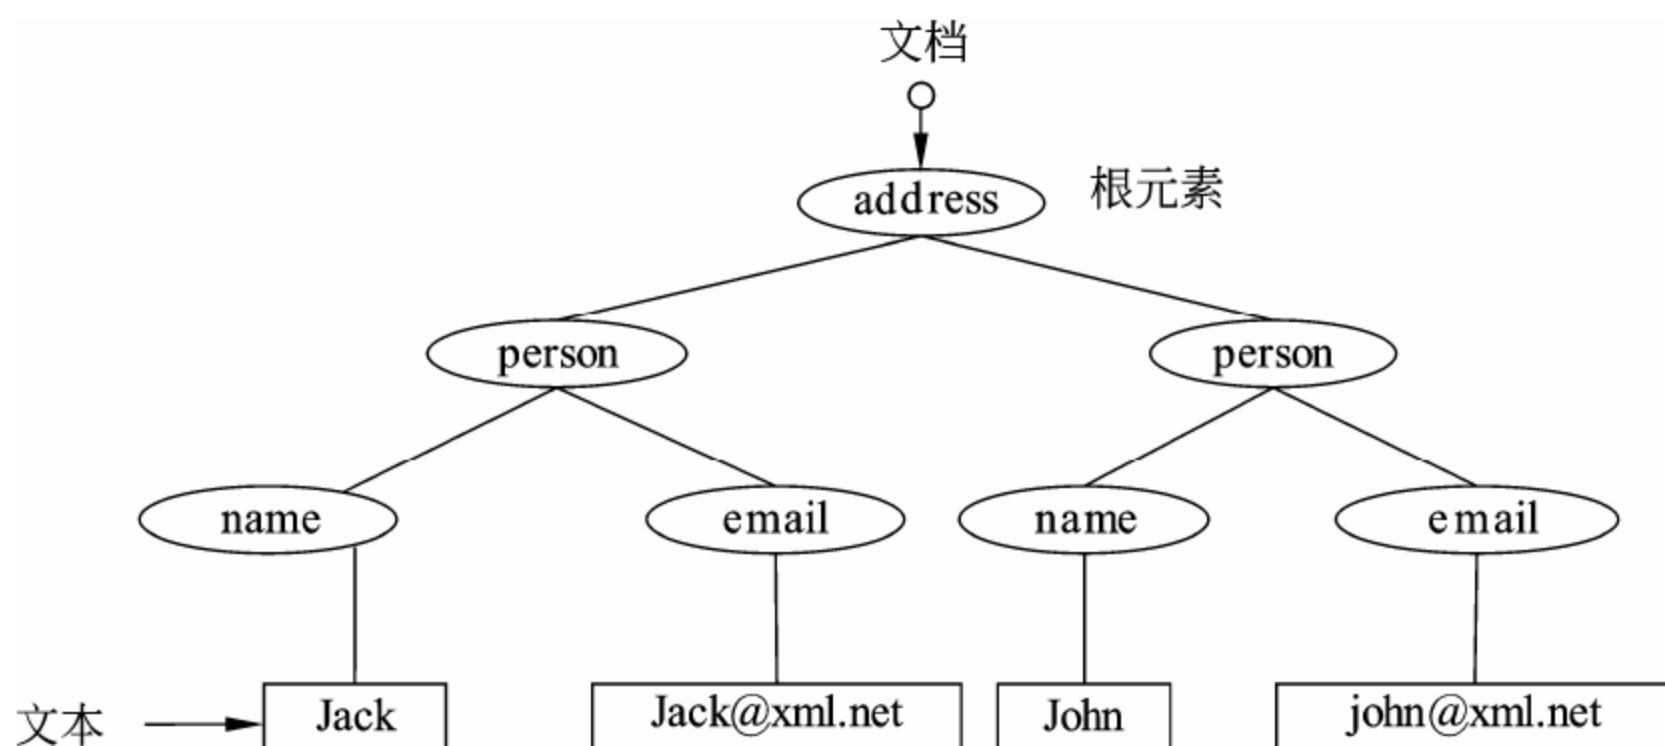 文档
address
根元素
person
person
name
email
name
email
文本
Jack
Jack@xml.net
John
john@xml.net